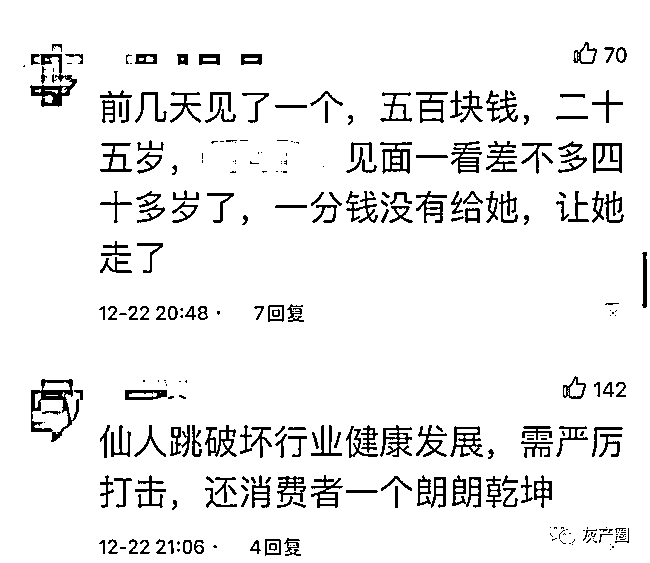 70
前几天见了一个，五百块钱，二十
五岁，见面一看差不多四
十多岁了，一分钱没有给她，让她
走了
12-22 20:48 · 7回复
142
仙人跳破坏行业健康发展，需严厉
打击，还消费者一个朗朗乾坤
12-22 21:06 · 4回复
灰产圈